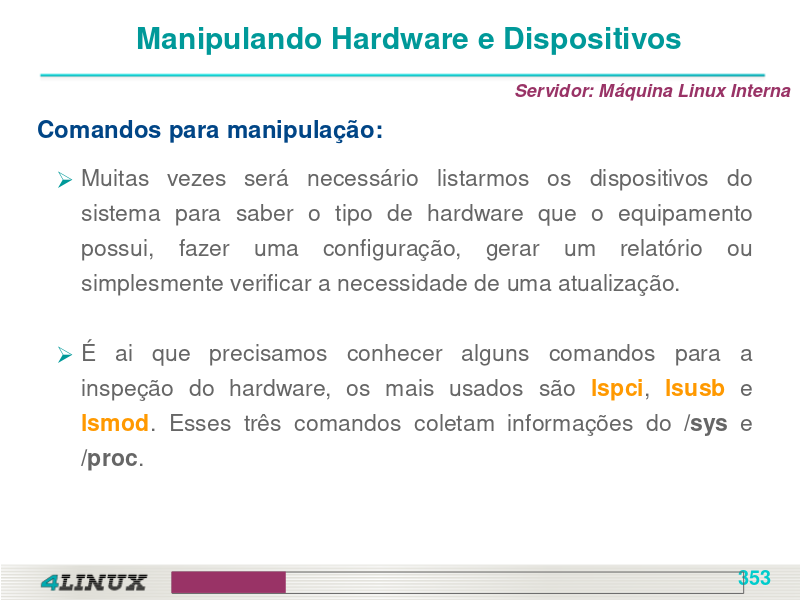 Manipulando Hardware e Dispositivos
Servidor: Máquina Linux Interna
Comandos para manipulação:
Muitas vezes será necessário listarmos os dispositivos do
sistema para saber o tipo de hardware que o equipamento
possui, fazer uma configuração, gerar um relatório ou
simplesmente verificar a necessidade de uma atualização.
É ai que precisamos conhecer alguns comandos para a
inspeção do hardware, os mais usados são lspci, lsusb e
lsmod. Esses três comandos coletam informações do /sys e
/proc.
4LINUX
353